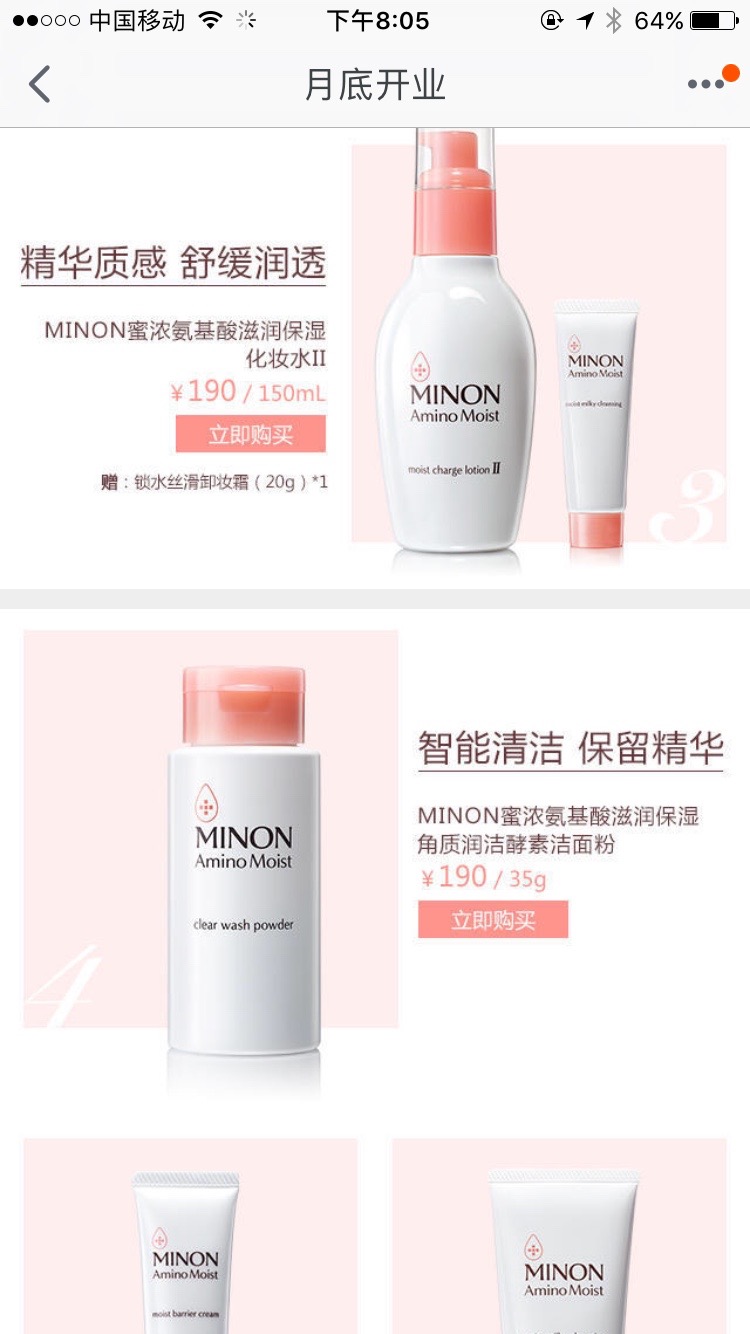 中国移动
下午8:05
64%
月底开业
精华质感 舒缓润透
MINON蜜浓氨基酸滋润保湿
化妆水II
¥190 / 150mL
立即购买
赠：锁水丝滑卸妆霜（20g）*1
MINON
Amino Moist
moist charge lotion II
MINON
Amino Moist
moist milky cleansing
3
MINON
Amino Moist
clear wash powder
4
智能清洁 保留精华
MINON蜜浓氨基酸滋润保湿
角质润洁酵素洁面粉
¥190 / 35g
立即购买
MINON
Amino Moist
moist barrier cream
MINON
Amino Moist